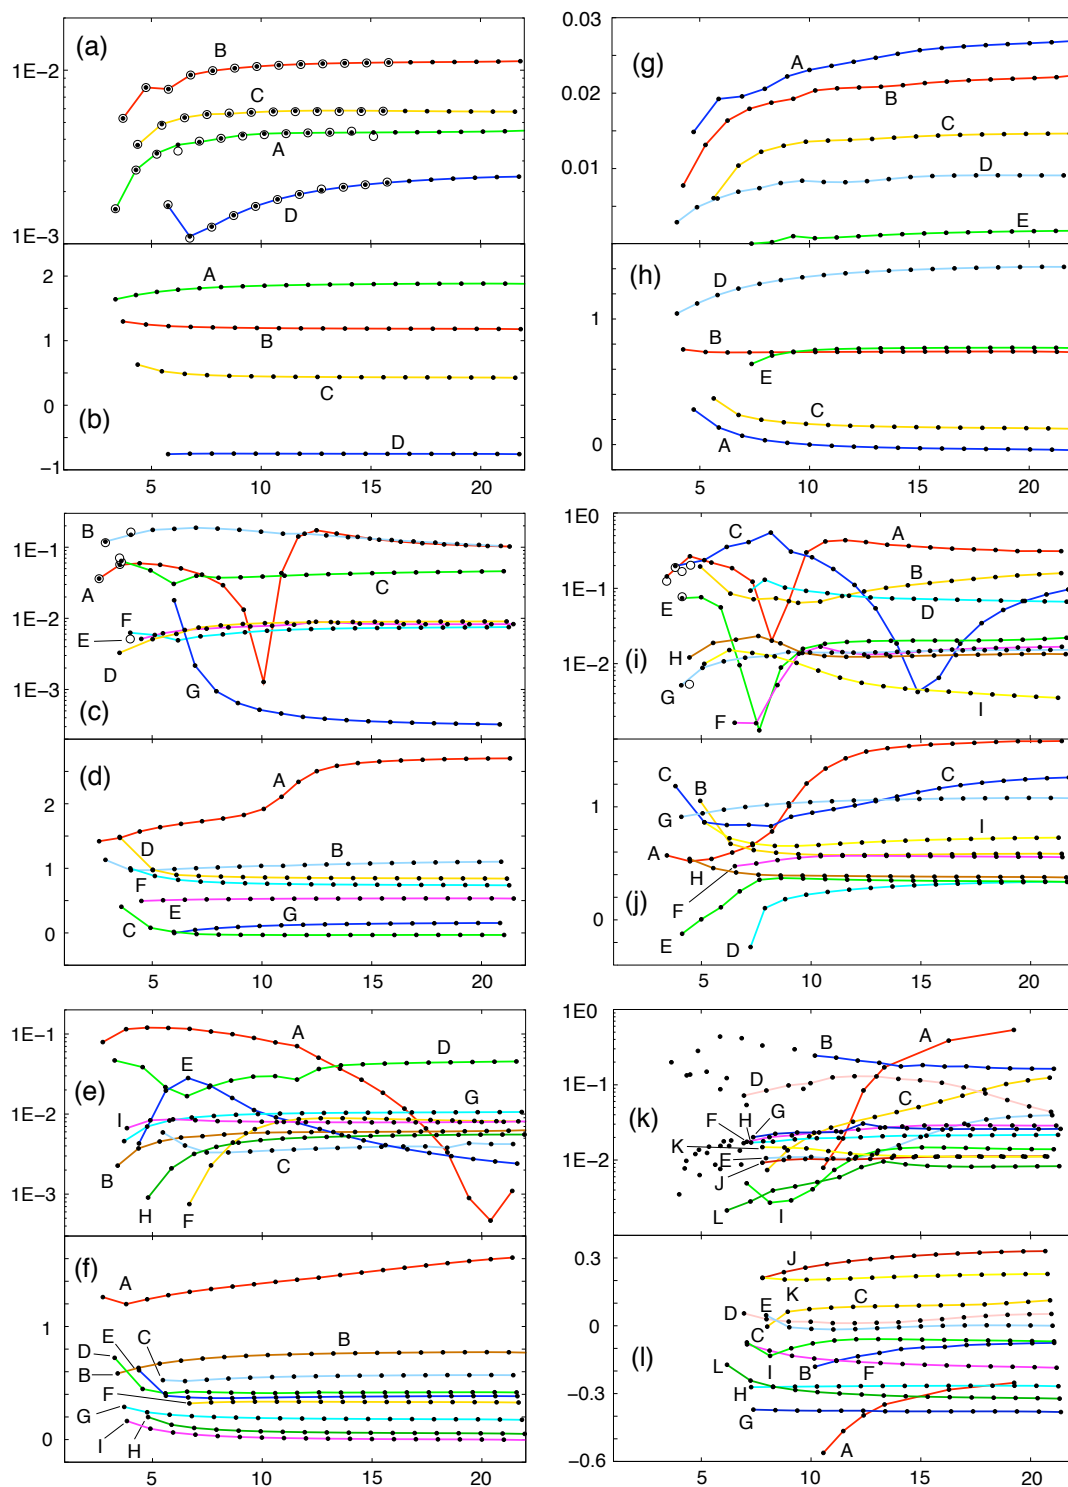 (a)
B
1E−2
C
A
D
1E−3
A
2
B
1
C
0
(b)
D
−1
5
10
15
20
B
1E−1
A
C
F
1E−2
E
D
G
1E−3
(c)
(d)
A
2
D
B
1
F
E
G
C
0
5
10
15
20
(e)
A
1E−1
D
E
G
I
1E−2
C
B
H
F
1E−3
(f)
A
1
E
C
B
D
B
F
G
I
H
0
5
10
15
20
0.03
(g)
A
B
0.02
C
D
0.01
E
(h)
D
1
B
E
C
A
0
5
10
15
20
1E0
C
A
B
1E−1
E
D
H
(i)
1E−2
G
F
I
C
B
C
G
1
I
A
H
F
(j)
0
E
D
5
10
15
20
1E0
A
B
(k)
D
1E−1
C
F
H
G
K
E
1E−2
J
L
I
0.3
J
K
D
E
C
0
C
(l)
L
I
B
F
H
−0.3
G
A
−0.6
5
10
15
20